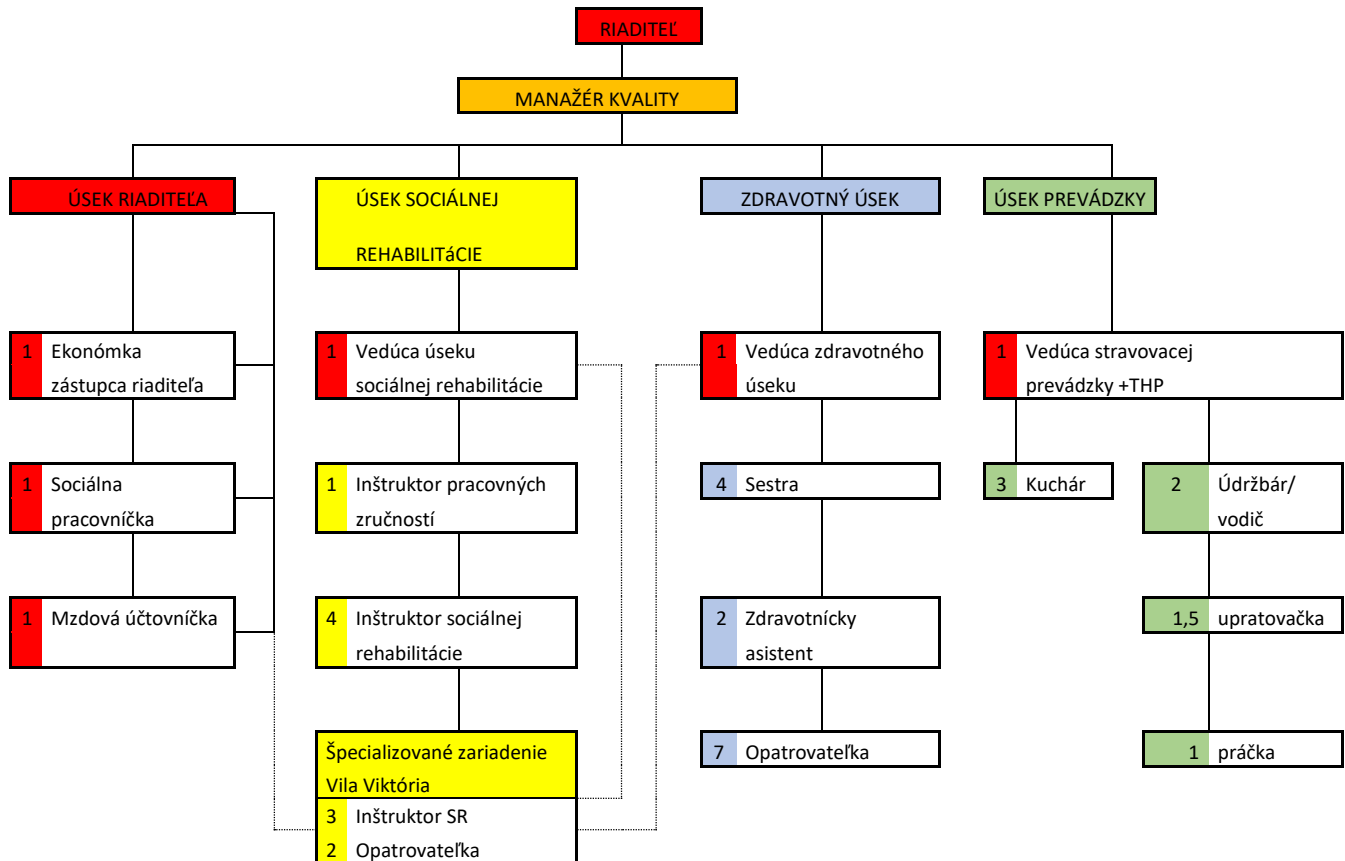 RIADITEĽ
MANAŽÉR KVALITY
ÚSEK RIADITEĽA
1 Ekonómka
zástupca riaditeľa
1 Sociálna
pracovníčka
1 Mzdová účtovníčka
ÚSEK SOCIÁLNEJ
REHABILITáCIE
1 Vedúca úseku
sociálnej rehabilitácie
1 Inštruktor pracovných
zručností
4 Inštruktor sociálnej
rehabilitácie
Špecializované zariadenie
Vila Viktória
3 Inštruktor SR
2 Opatrovateľka
ZDRAVOTNÝ ÚSEK
1 Vedúca zdravotného
úseku
4 Sestra
2 Zdravotnícky
asistent
7 Opatrovateľka
ÚSEK PREVÁDZKY
1 Vedúca stravovacej
prevádzky +THP
3 Kuchár
2 Údržbár/
vodič
1,5 upratovačka
1 práčka